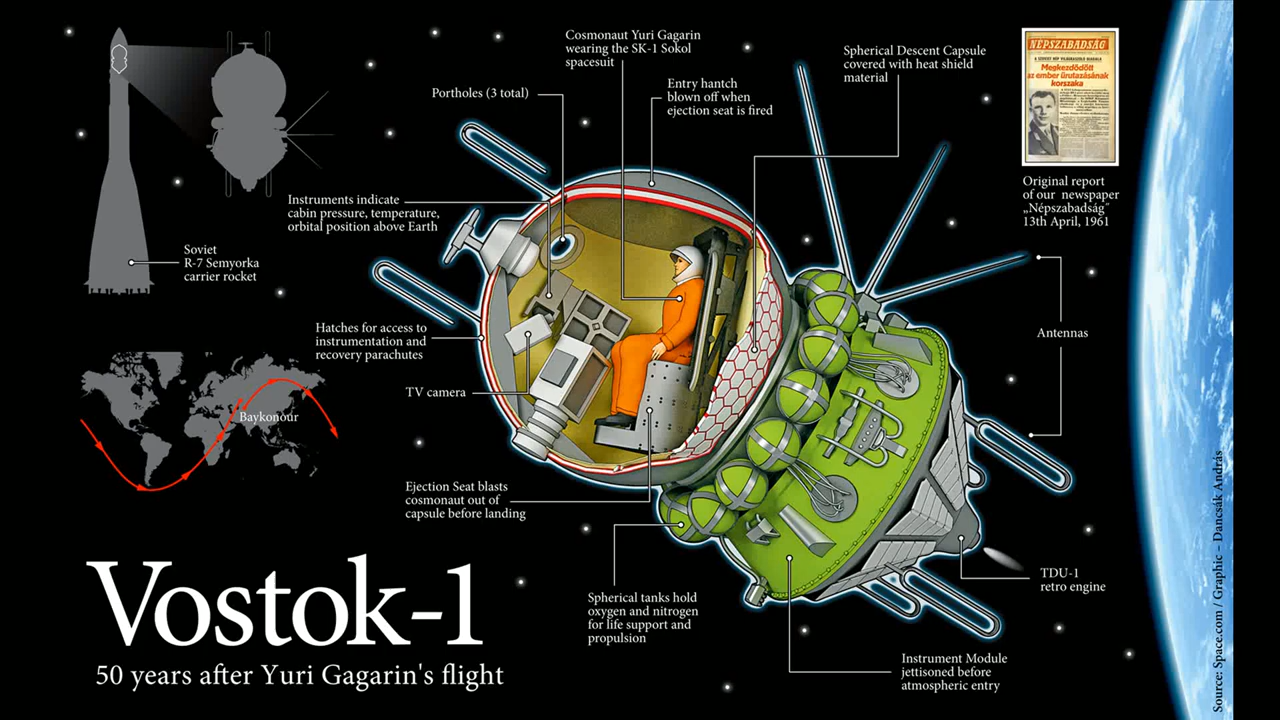 Cosmonaut Yuri Gagarin
wearing the SK-1 Sokol
spacesuit
Spherical Descent Capsule
covered with heat shield
material
Portholes (3 total)
Entry hantch
blown off when
ejection seat is fired
NÉPSZABADSÁG
Megkezdődött
az ember űrutazásának
korszaka
Original report
of our newspaper
„Népszabadság"
13th April, 1961
Instruments indicate
cabin pressure, temperature,
orbital position above Earth
Soviet
R-7 Semyorka
carrier rocket
Hatches for access to
instrumentation and
recovery parachutes
Antennas
TV camera
Baykonour
Ejection Seat blasts
cosmonaut out of
capsule before landing
TDU-1
retro engine
Spherical tanks hold
oxygen and nitrogen
for life support and
propulsion
Instrument Module
jettisoned before
atmospheric entry
Vostok-1
50 years after Yuri Gagarin's flight
Source: Space.com / Graphic – Dancsák András